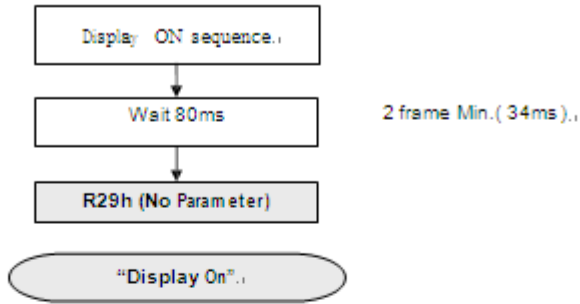 Display ON sequence.
Wait 80ms
2 frame Min.( 34ms).
R29h (No Parameter)
“Display On”.